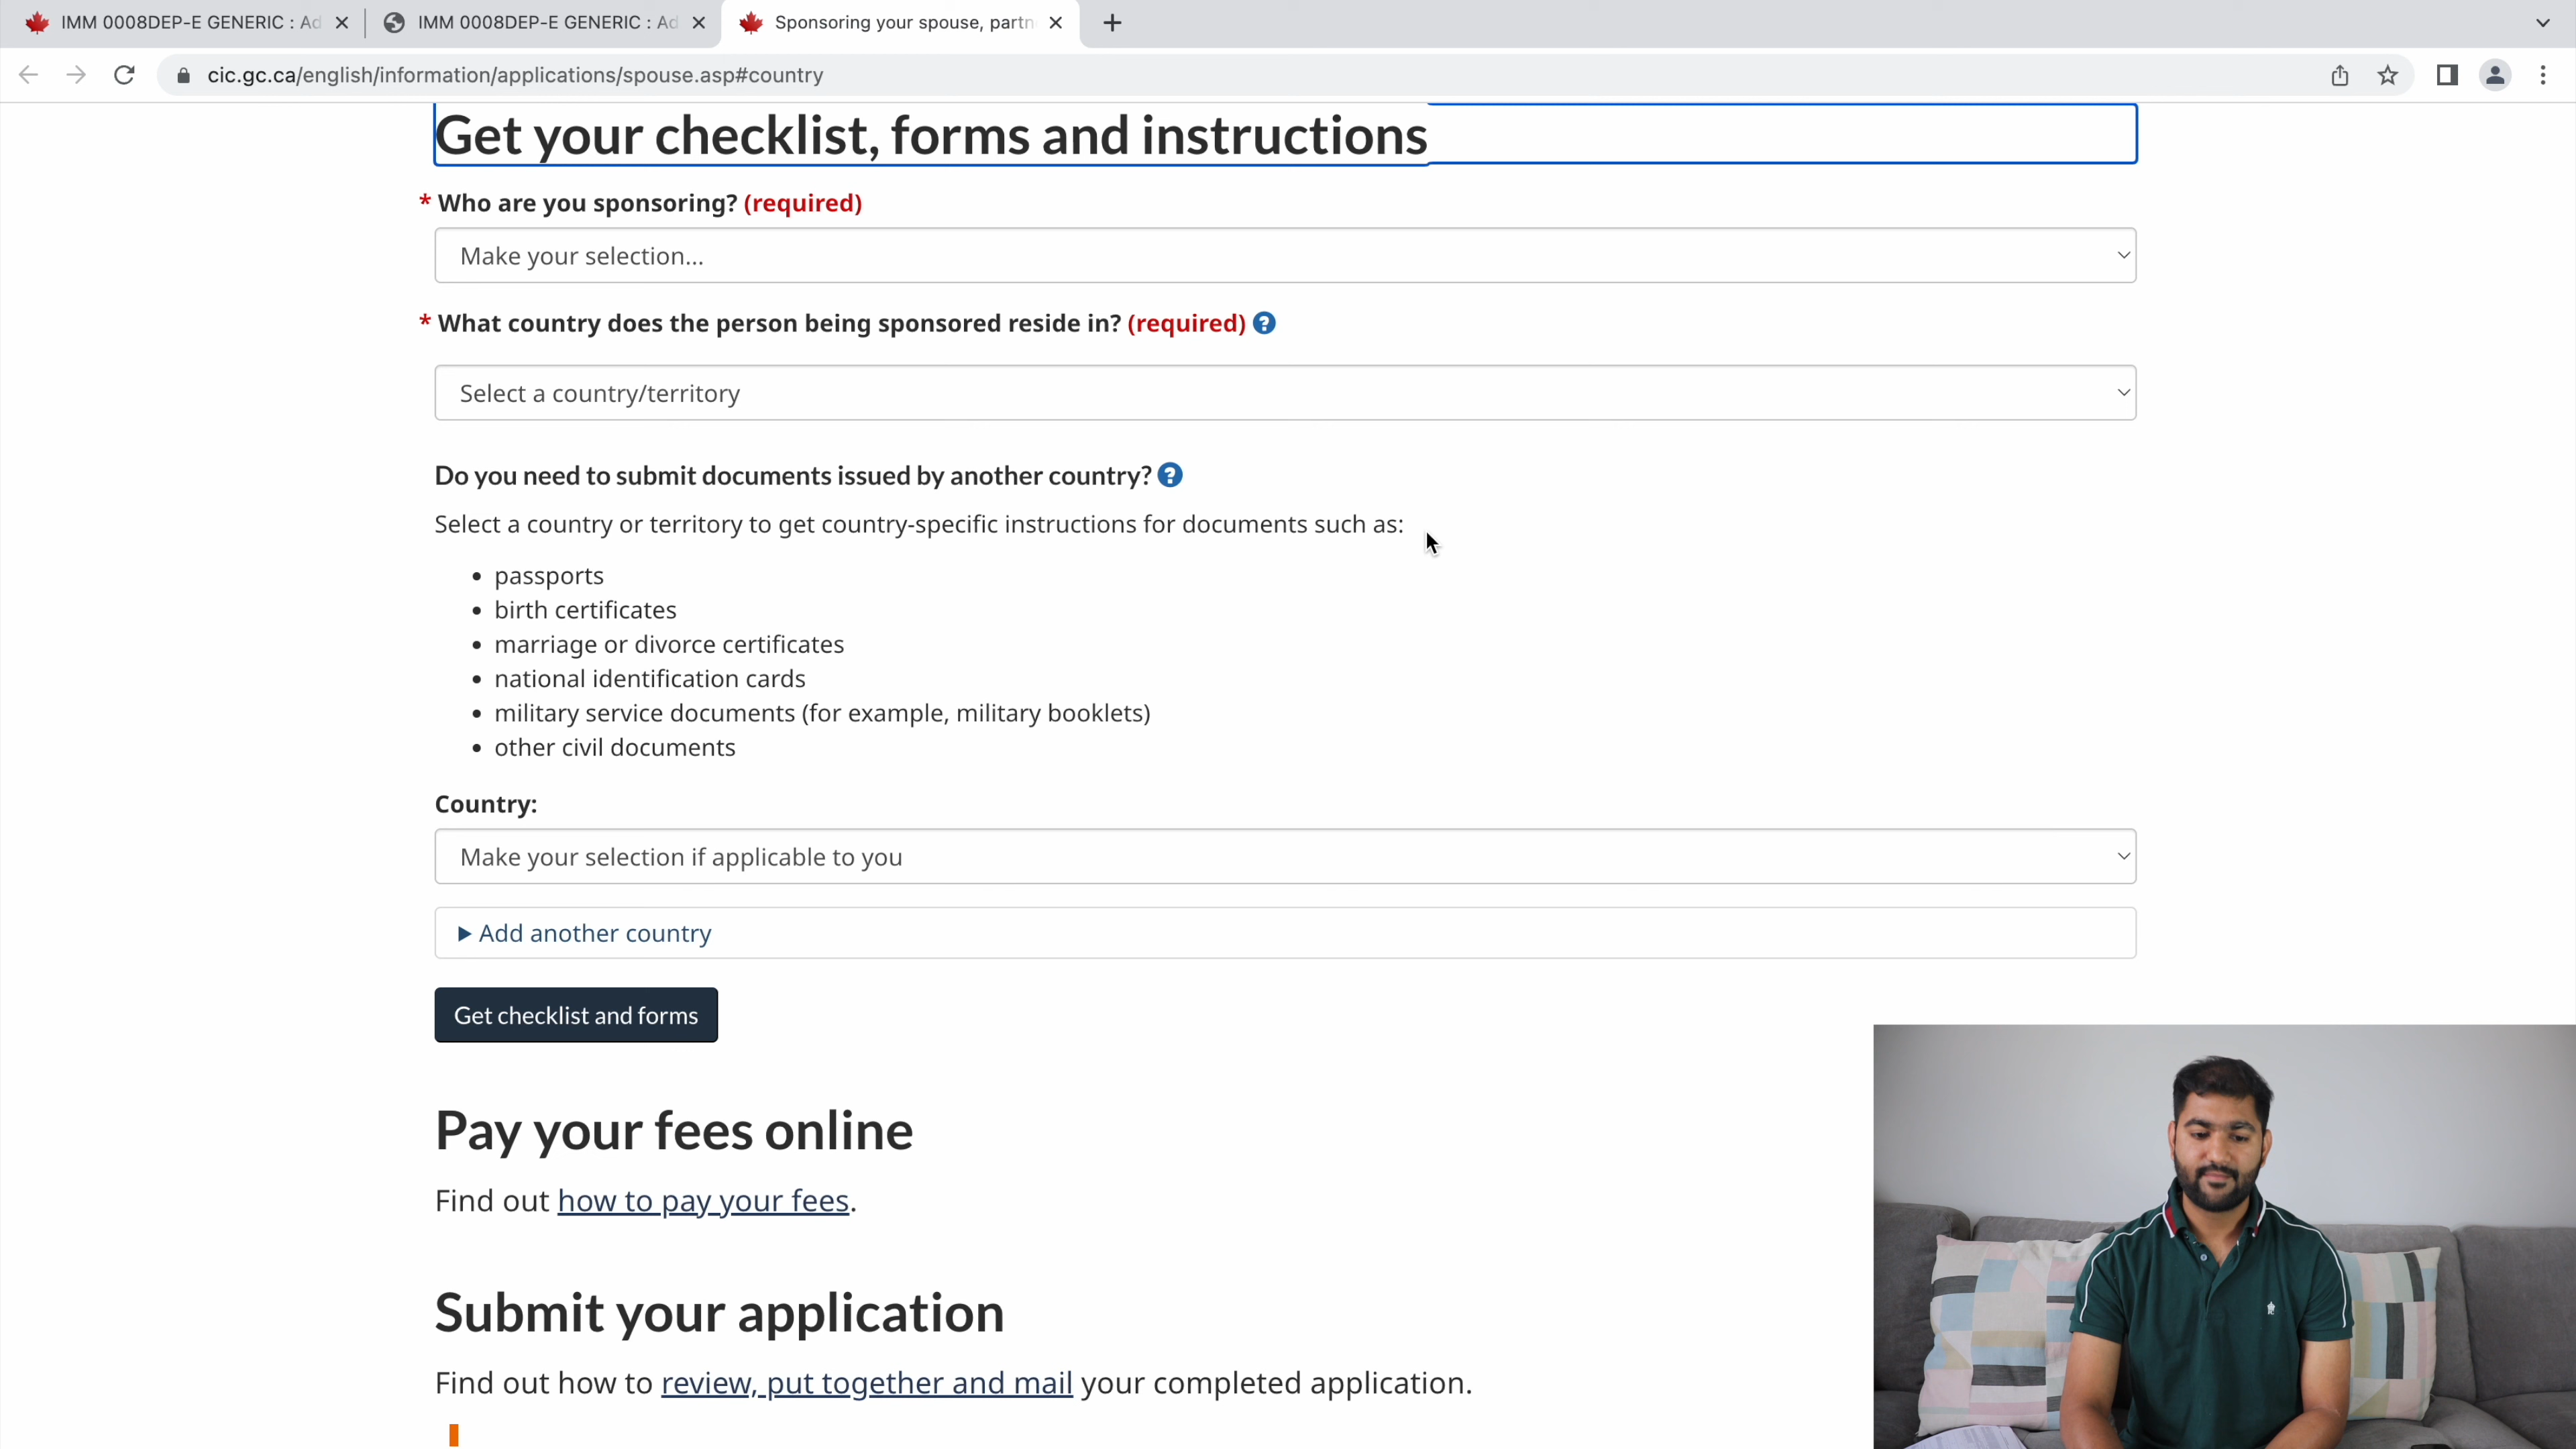 IMM 0008DEP-E GENERIC : Ad
IMM 0008DEP-E GENERIC : Ad
Sponsoring your spouse, partn
cic.gc.ca/english/information/applications/spouse.asp#country
Get your checklist, forms and instructions
* Who are you sponsoring? (required)
Make your selection...
* What country does the person being sponsored reside in? (required) ?
Select a country/territory
Do you need to submit documents issued by another country? ?
Select a country or territory to get country-specific instructions for documents such as:
• passports
• birth certificates
• marriage or divorce certificates
• national identification cards
• military service documents (for example, military booklets)
• other civil documents
Country:
Make your selection if applicable to you
Add another country
Get checklist and forms
Pay your fees online
Find out how to pay your fees.
Submit your application
Find out how to review, put together and mail your completed application.